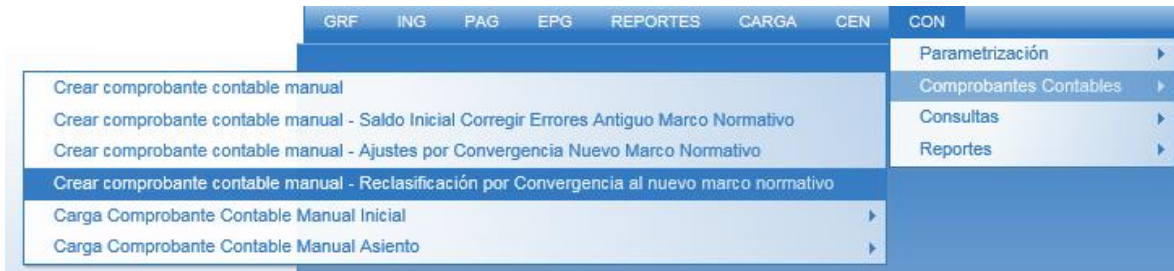 GRF ING PAG EPG REPORTES CARGA CEN CON
Parametrización
Comprobantes Contables
Consultas
Reportes
Crear comprobante contable manual
Crear comprobante contable manual - Saldo Inicial Corregir Errores Antiguo Marco Normativo
Crear comprobante contable manual - Ajustes por Convergencia Nuevo Marco Normativo
Crear comprobante contable manual - Reclasificación por Convergencia al nuevo marco normativo
Carga Comprobante Contable Manual Inicial
Carga Comprobante Contable Manual Asiento